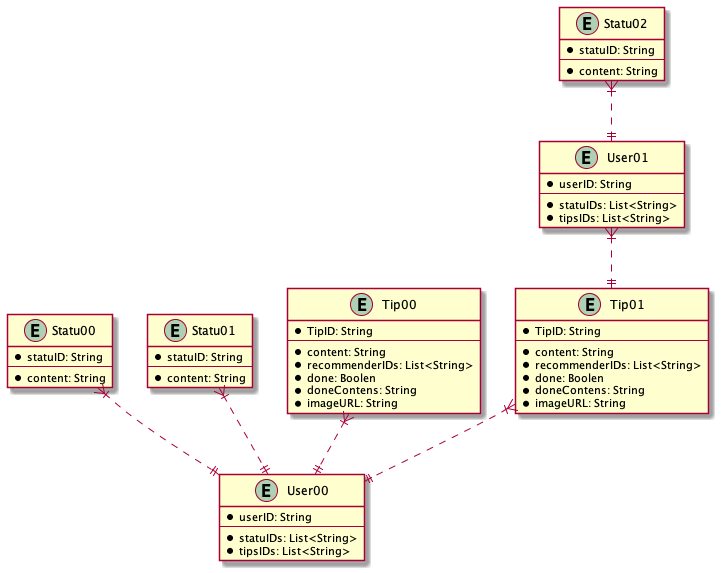 E Statu02
statuID: String
content: String
E User01
userID: String
statuIDs: List<String>
tipsIDs: List<String>
E Statu00
statuID: String
content: String
E Statu01
statuID: String
content: String
E Tip00
TipID: String
content: String
recommenderIDs: List<String>
done: Boolen
doneContens: String
imageURL: String
E Tip01
TipID: String
content: String
recommenderIDs: List<String>
done: Boolen
doneContens: String
imageURL: String
E User00
userID: String
statuIDs: List<String>
tipsIDs: List<String>